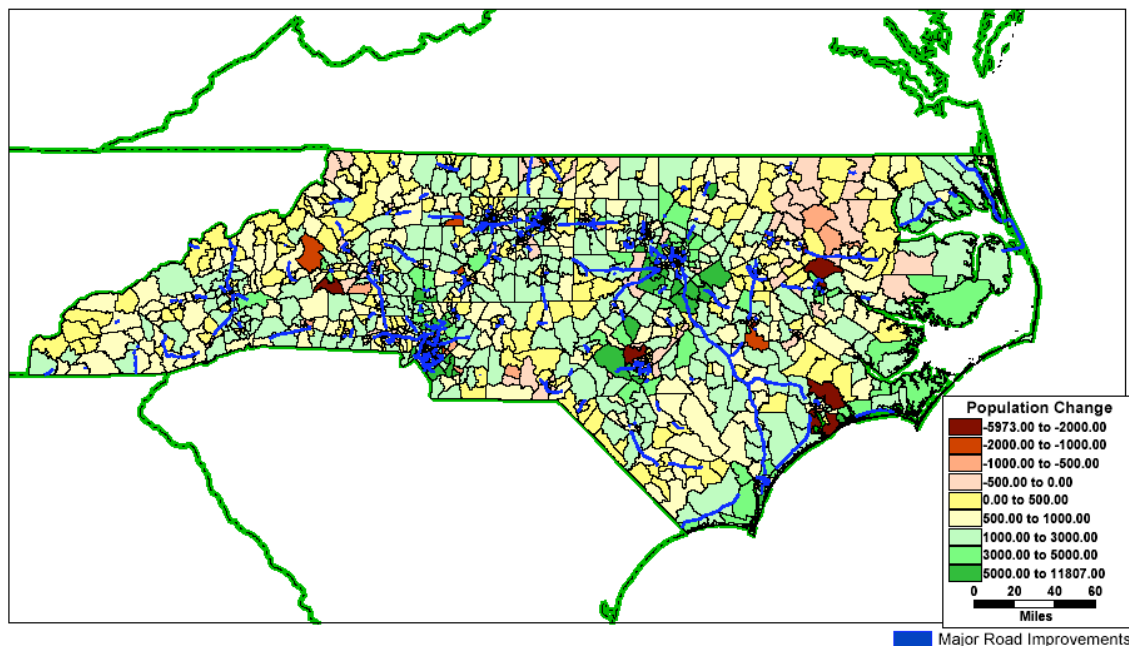 Population Change
-5973.00 to -2000.00
-2000.00 to -1000.00
-1000.00 to -500.00
-500.00 to 0.00
0.00 to 500.00
500.00 to 1000.00
1000.00 to 3000.00
3000.00 to 5000.00
5000.00 to 11807.00
0 20 40 60
Miles
Major Road Improvements